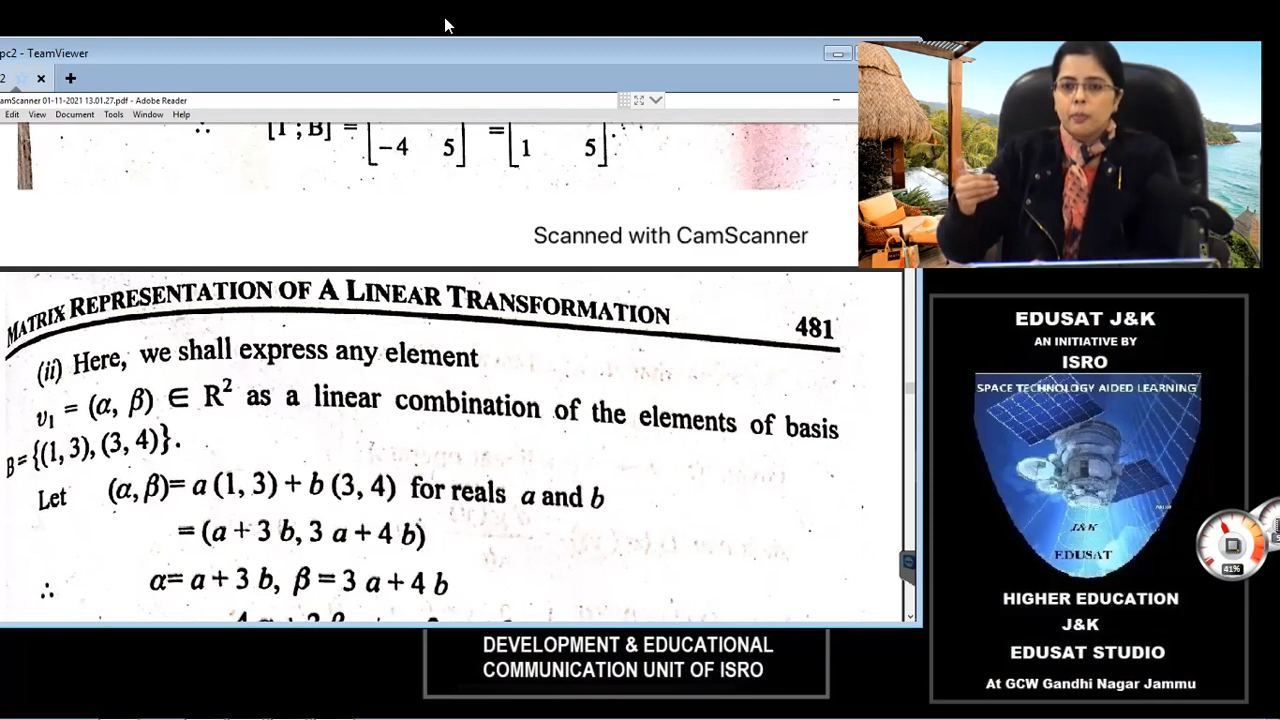 pc2 - TeamViewer
2
amScanner 01-11-2021 13.01.27.pdf - Adobe Reader
Edit View Document Tools Window Help
∴ [T ; B] = [-4 5] = [1 5].
Scanned with CamScanner
MATRIX REPRESENTATION OF A LINEAR TRANSFORMATION 481
(ii) Here, we shall express any element
υ₁ = (α, β) ∈ R² as a linear combination of the elements of basis
B = {(1, 3), (3, 4)}.
Let (α, β)= a (1, 3) + b (3, 4) for reals a and b
= (a + 3 b, 3 a + 4 b)
∴ α= a + 3 b, β = 3 a + 4 b
EDUSAT J&K
AN INITIATIVE BY
ISRO
SPACE TECHNOLOGY AIDED LEARNING
J&K
EDUSAT
HIGHER EDUCATION
J&K
EDUSAT STUDIO
At GCW Gandhi Nagar Jammu
41%
DEVELOPMENT & EDUCATIONAL
COMMUNICATION UNIT OF ISRO